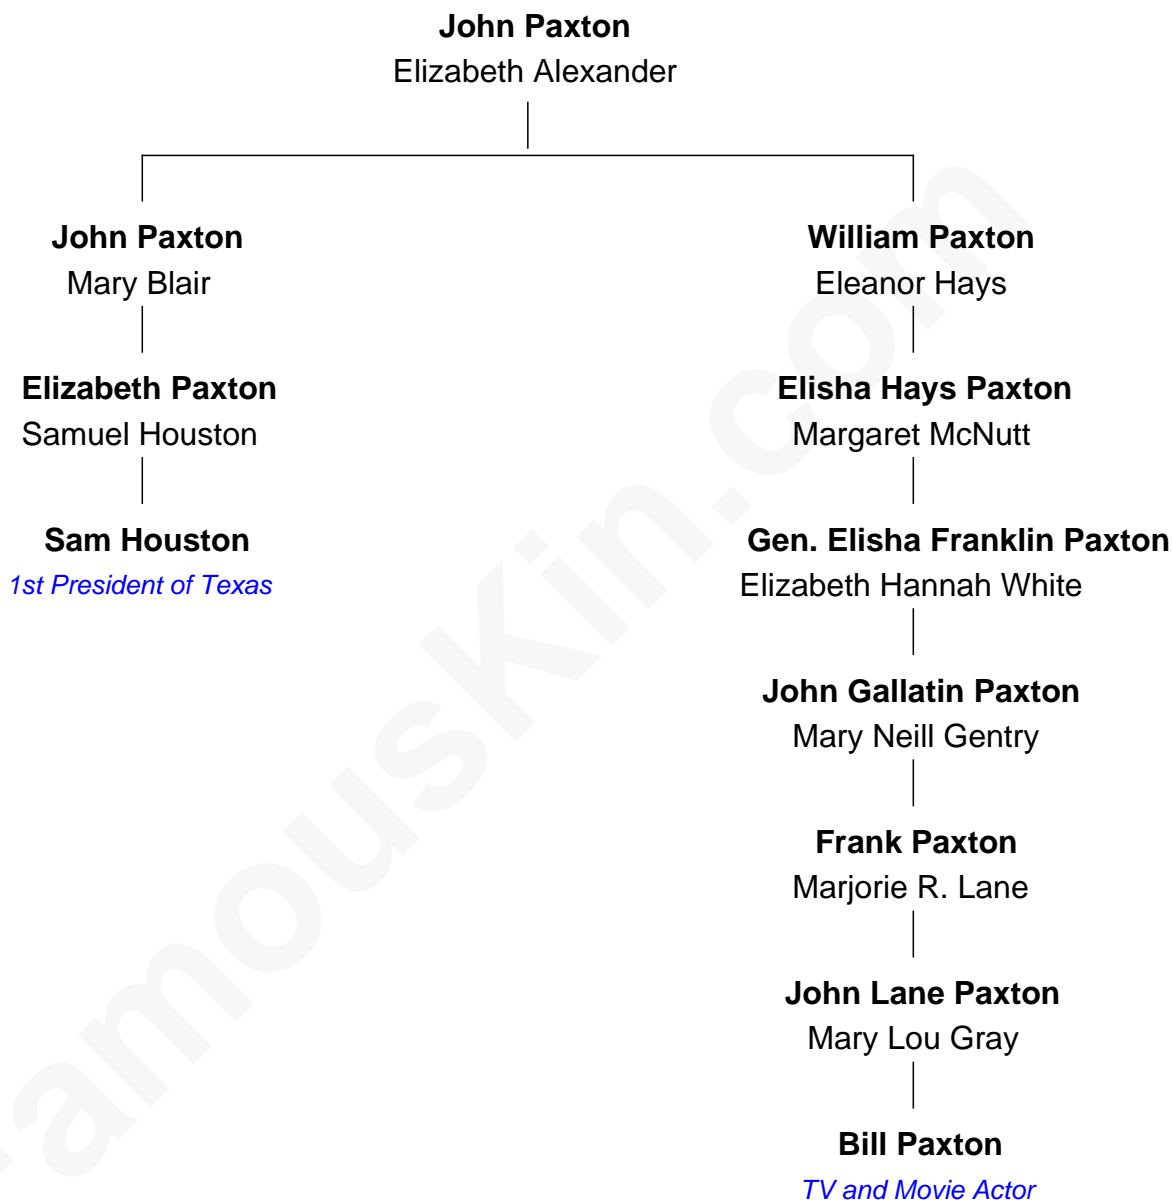 John Paxton
Elizabeth Alexander
John Paxton
Mary Blair
William Paxton
Eleanor Hays
Elizabeth Paxton
Samuel Houston
Elisha Hays Paxton
Margaret McNutt
Sam Houston
1st President of Texas
Gen. Elisha Franklin Paxton
Elizabeth Hannah White
John Gallatin Paxton
Mary Neill Gentry
Frank Paxton
Marjorie R. Lane
John Lane Paxton
Mary Lou Gray
Bill Paxton
TV and Movie Actor
amouskin.com